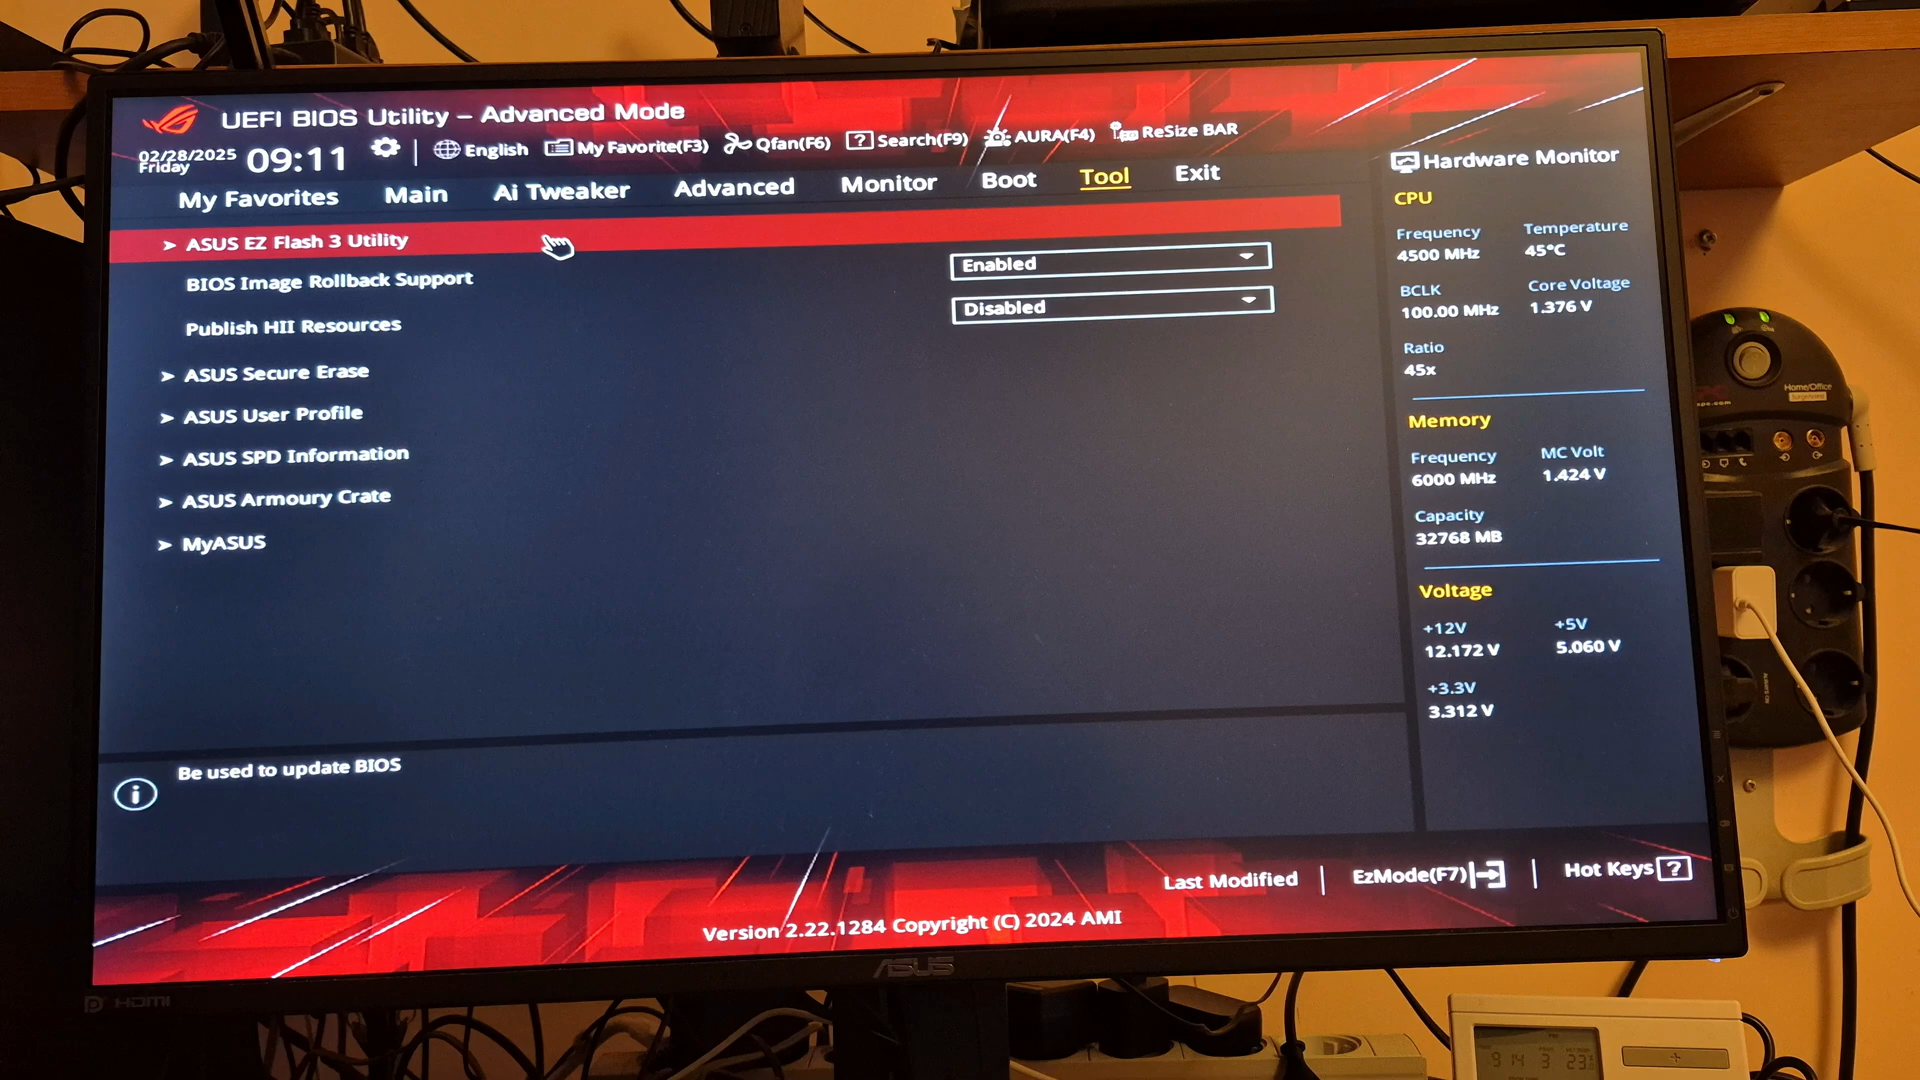 UEFI BIOS Utility – Advanced Mode
02/28/2025
Friday
09:11
English
My Favorite(F3)
Qfan(F6)
Search(F9)
AURA(F4)
ReSize BAR
My Favorites
Main
Ai Tweaker
Advanced
Monitor
Boot
Tool
Exit
ASUS EZ Flash 3 Utility
BIOS Image Rollback Support
Enabled
Publish HII Resources
Disabled
ASUS Secure Erase
ASUS User Profile
ASUS SPD Information
ASUS Armoury Crate
MyASUS
Be used to update BIOS
Hardware Monitor
CPU
Frequency Temperature
4500 MHz 45°C
BCLK Core Voltage
100.00 MHz 1.376 V
Ratio
45x
Memory
Frequency MC Volt
6000 MHz 1.424 V
Capacity
32768 MB
Voltage
+12V +5V
12.172 V 5.060 V
+3.3V
3.312 V
Last Modified
EzMode(F7)
Hot Keys ?
Version 2.22.1284 Copyright (C) 2024 AMI
ASUS
HDMI
Home/Office
SurgeArrest